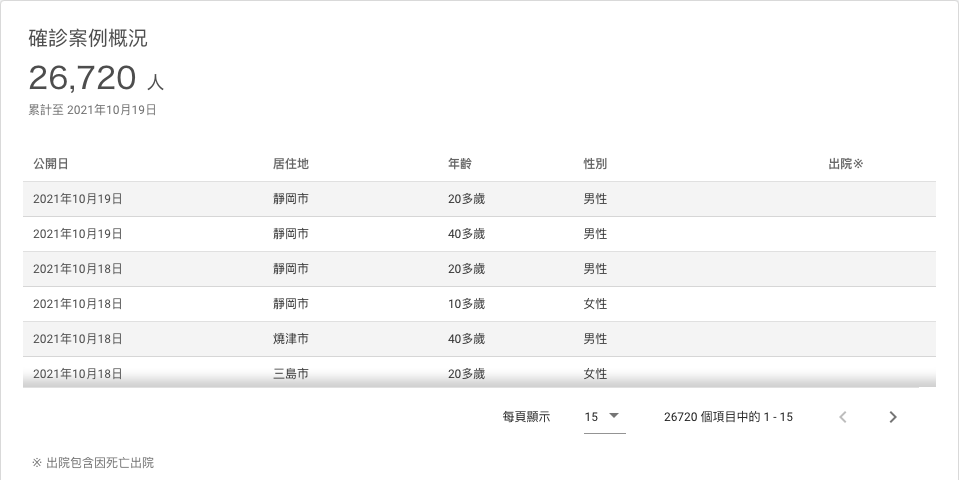 確診案例概況
26,720 人
累計至 2021年10月19日
公開日 居住地 年齡 性別 出院※
2021年10月19日 靜岡市 20多歲 男性
2021年10月19日 靜岡市 40多歲 男性
2021年10月18日 靜岡市 20多歲 男性
2021年10月18日 靜岡市 10多歲 女性
2021年10月18日 燒津市 40多歲 男性
2021年10月18日 三島市 20多歲 女性
每頁顯示 15 26720 個項目中的 1 - 15
※ 出院包含因死亡出院